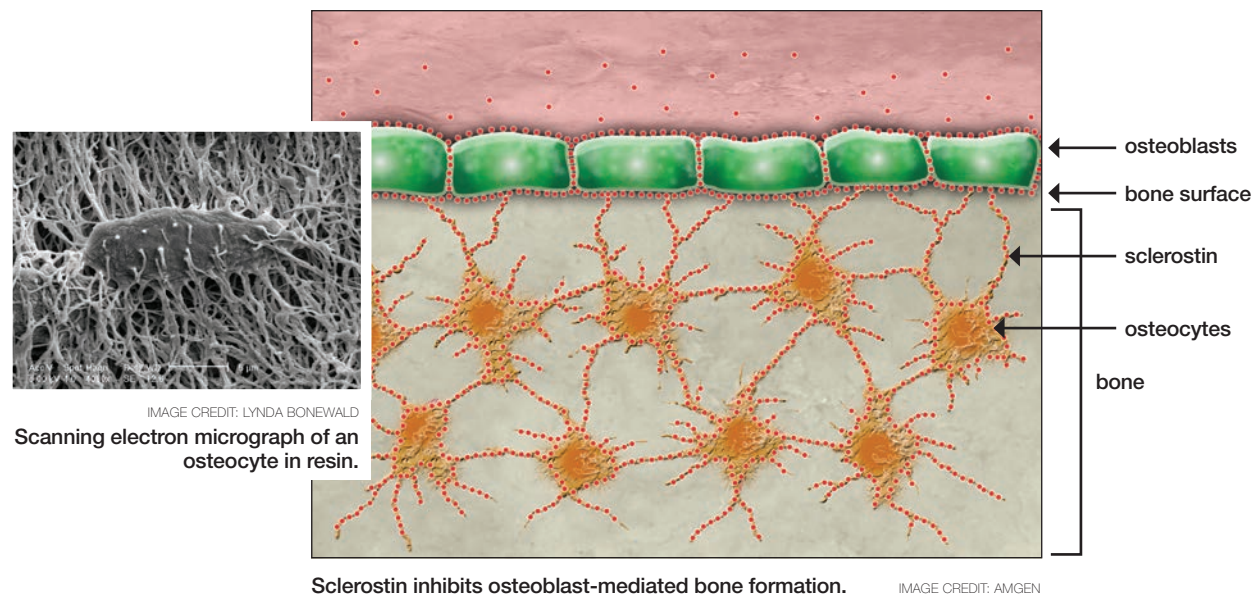 osteoblasts
bone surface
sclerostin
osteocytes
bone
IMAGE CREDIT: LYNDA BONEWALD
Scanning electron micrograph of an
osteocyte in resin.
Sclerostin inhibits osteoblast-mediated bone formation.
IMAGE CREDIT: AMGEN